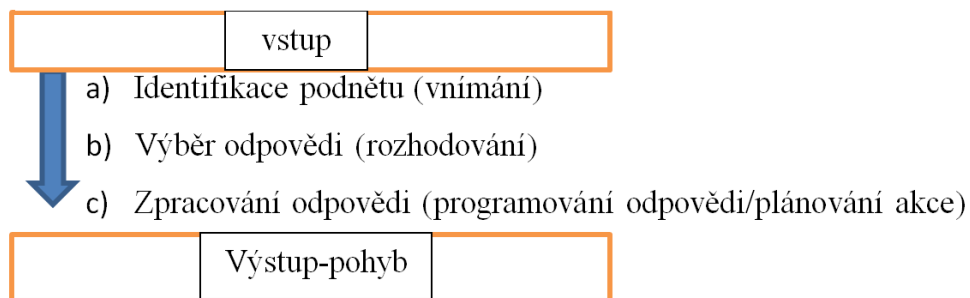 vstup
a) Identifikace podnětu (vnímání)
b) Výběr odpovědi (rozhodování)
c) Zpracování odpovědi (programování odpovědi/plánování akce)
Výstup-pohyb